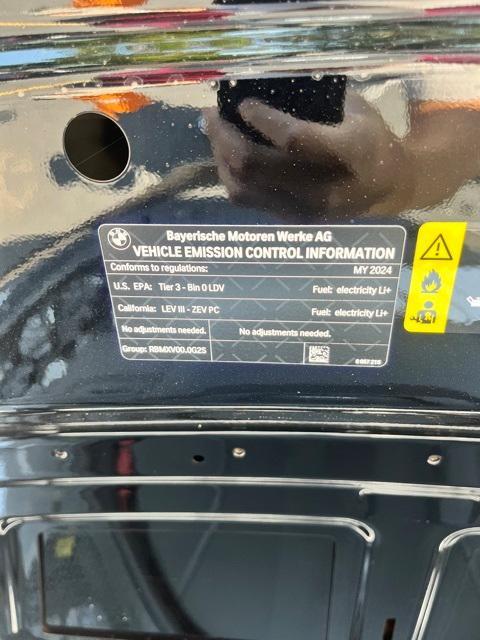 Bayerische Motoren Werke AG
VEHICLE EMISSION CONTROL INFORMATION
Conforms to regulations: MY 2024
U.S. EPA: Tier 3 - Bin 0 LDV Fuel: electricity Li+
California: LEV III - ZEV PC Fuel: electricity Li+
No adjustments needed. No adjustments needed.
Group: RBMXV00.0G2S